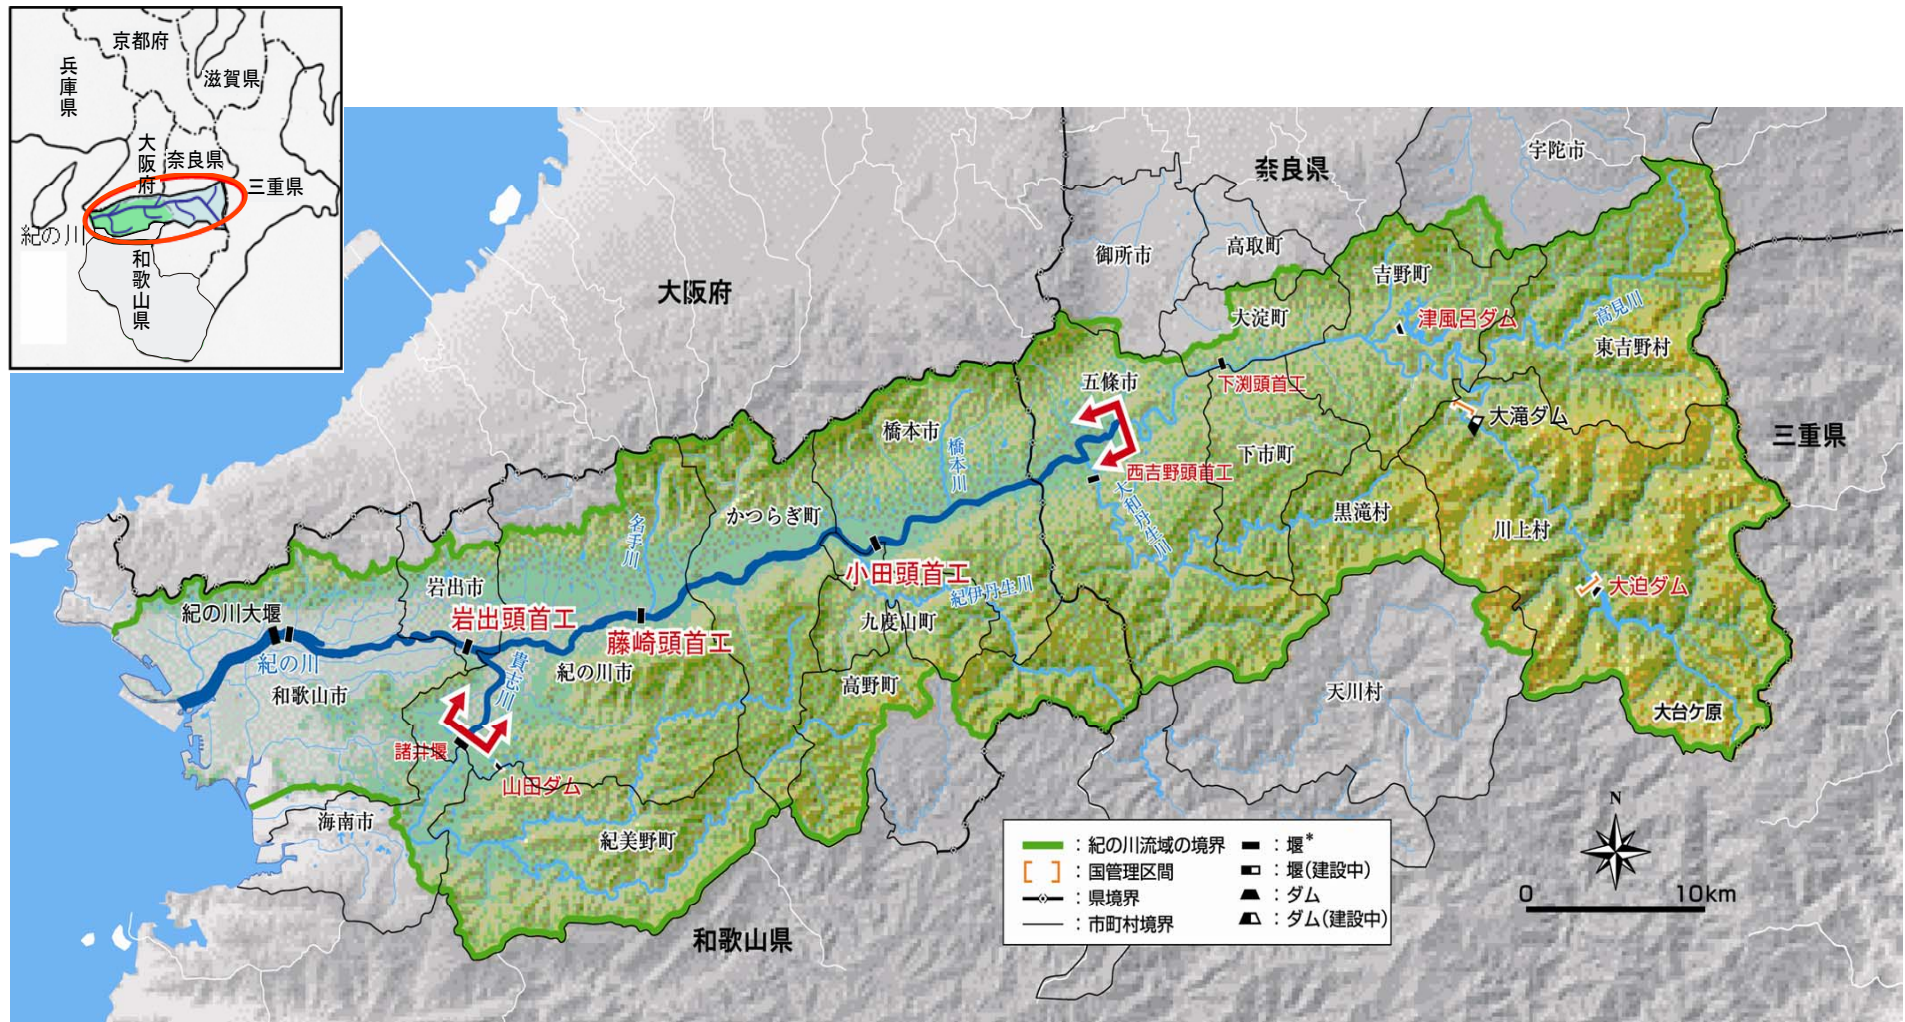 京都府
兵庫県
滋賀県
大阪府
奈良県
三重県
紀の川
和歌山県
宇陀市
奈良県
御所市
高取町
吉野町
大阪府
大淀町
津風呂ダム
高見川
東吉野村
下渕頭首工
五條市
橋本市
橋本川
大滝ダム
三重県
下市町
西吉野頭首工
大和丹生川
かつらぎ町
名手川
黒滝村
川上村
小田頭首工
岩出市
紀伊丹生川
大迫ダム
紀の川大堰
岩出頭首工
九度山町
藤崎頭首工
紀の川
貴志川
紀の川市
和歌山市
高野町
天川村
大台ケ原
諸井堰
山田ダム
海南市
紀美野町
和歌山県
:紀の川流域の境界
:国管理区間
:県境界
:市町村境界
:堰*
:堰(建設中)
:ダム
:ダム(建設中)
N
0 10km